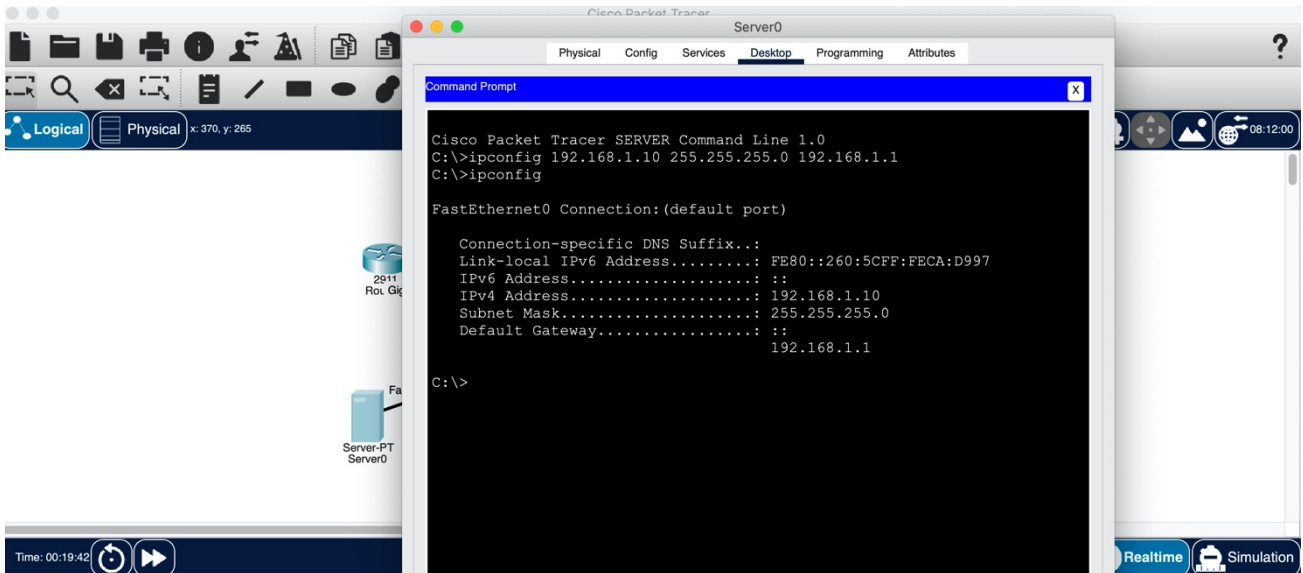 Cisco Packet Tracer
Server0
Physical Config Services Desktop Programming Attributes
?
Command Prompt
X
Logical
Physical
x: 370, y: 265
08:12:00
Cisco Packet Tracer SERVER Command Line 1.0
C:\>ipconfig 192.168.1.10 255.255.255.0 192.168.1.1
C:\>ipconfig
FastEthernet0 Connection:(default port)
Connection-specific DNS Suffix..:
Link-local IPv6 Address.........: FE80::260:5CFF:FECA:D997
IPv6 Address....................: ::
IPv4 Address....................: 192.168.1.10
Subnet Mask.....................: 255.255.255.0
Default Gateway.................: ::
192.168.1.1
C:\>
2911
Rou Gig
Fa
Server-PT
Server0
Time: 00:19:42
Realtime
Simulation